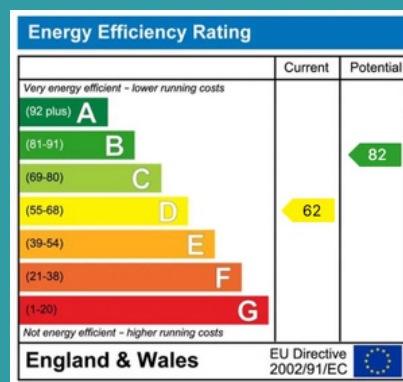 Energy Efficiency Rating
Current Potential
Very energy efficient – lower running costs
(92 plus) A
(81-91) B
82
(69-80) C
(55-68) D
62
(39-54) E
(21-38) F
(1-20) G
Not energy efficient – higher running costs
England & Wales
EU Directive
2002/91/EC